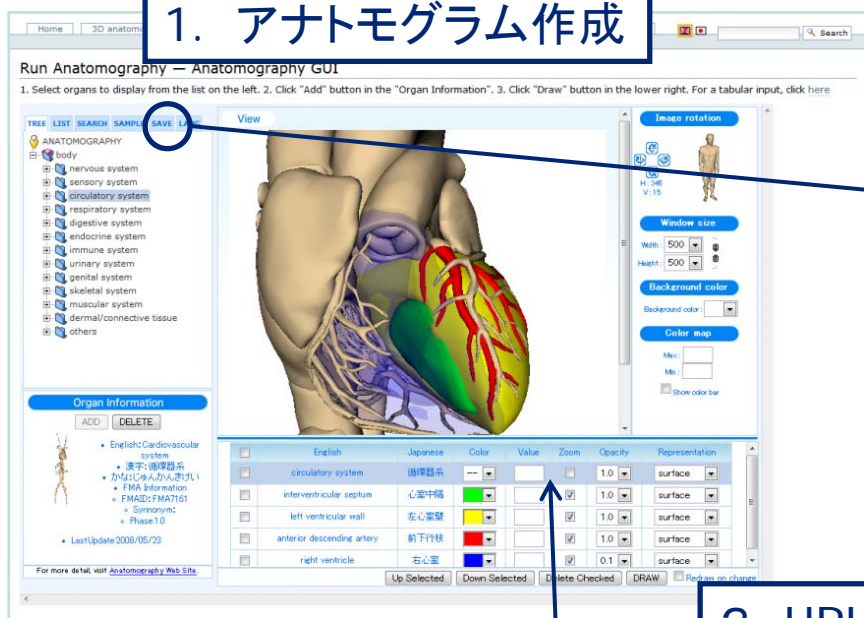 1. アナトモグラム作成
Home 3D anatom
Search
Run Anatomography — Anatomography GUI
1. Select organs to display from the list on the left. 2. Click "Add" button in the "Organ Information". 3. Click "Draw" button in the lower right. For a tabular input, click here
TREE LIST SEARCH SAMPLE SAVE
ANATOMOGRAPHY
body
nervous system
sensory system
circulatory system
respiratory system
digestive system
endocrine system
immune system
urinary system
genital system
skeletal system
muscular system
dermal/connective tissue
others
View
Image rotation
H: 345
V: 15
Window size
Width: 500
Height: 500
Background color
Background color:
Color map
Max:
Min:
Show color bar
Organ Information
ADD DELETE
English: Cardiovascular
system
漢字: 循環器系
かな: じゅんかんきけい
FMA Information
FMAID: FMA7161
Synnonym:
Phase:1.0
LastUpdate:2008/05/23
For more detail, visit Anatomography Web Site.
English Japanese Color Value Zoom Opacity Representation
circulatory system 循環器系 -- 1.0 surface
interventricular septum 心室中隔 1.0 surface
left ventricular wall 左心室壁 1.0 surface
anterior descending artery 前下行枝 1.0 surface
right ventricle 右心室 0.1 surface
Up Selected Down Selected Delete Checked DRAW Redraw on change